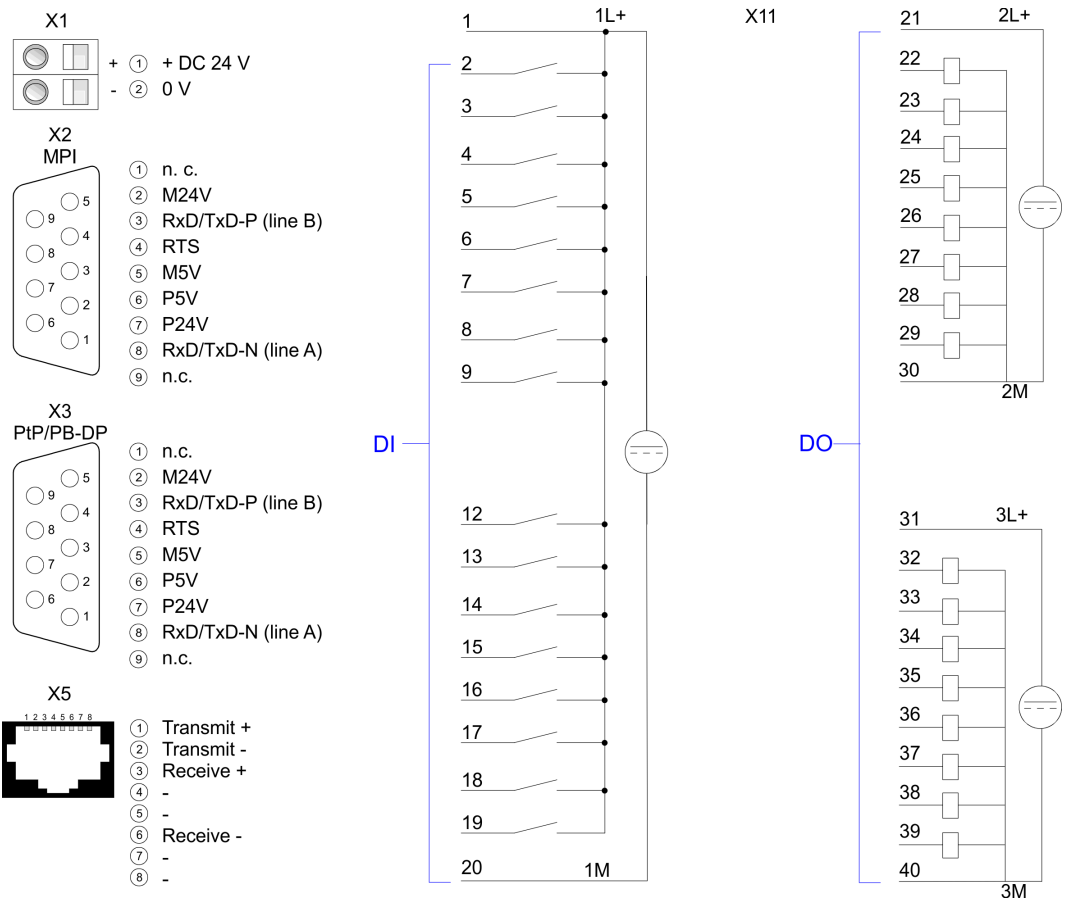 X1
+ ① + DC 24 V
- ② 0 V
X2
MPI
5
9
4
8
3
7
2
6
1
① n. c.
② M24V
③ RxD/TxD-P (line B)
④ RTS
⑤ M5V
⑥ P5V
⑦ P24V
⑧ RxD/TxD-N (line A)
⑨ n.c.
X3
PtP/PB-DP
5
9
4
8
3
7
2
6
1
① n.c.
② M24V
③ RxD/TxD-P (line B)
④ RTS
⑤ M5V
⑥ P5V
⑦ P24V
⑧ RxD/TxD-N (line A)
⑨ n.c.
X5
1 2 3 4 5 6 7 8
① Transmit +
② Transmit -
③ Receive +
④ -
⑤ -
⑥ Receive -
⑦ -
⑧ -
X11
DI
1 1L+
2
3
4
5
6
7
8
9
12
13
14
15
16
17
18
19
20 1M
DO
21 2L+
22
23
24
25
26
27
28
29
30
2M
31 3L+
32
33
34
35
36
37
38
39
40
3M